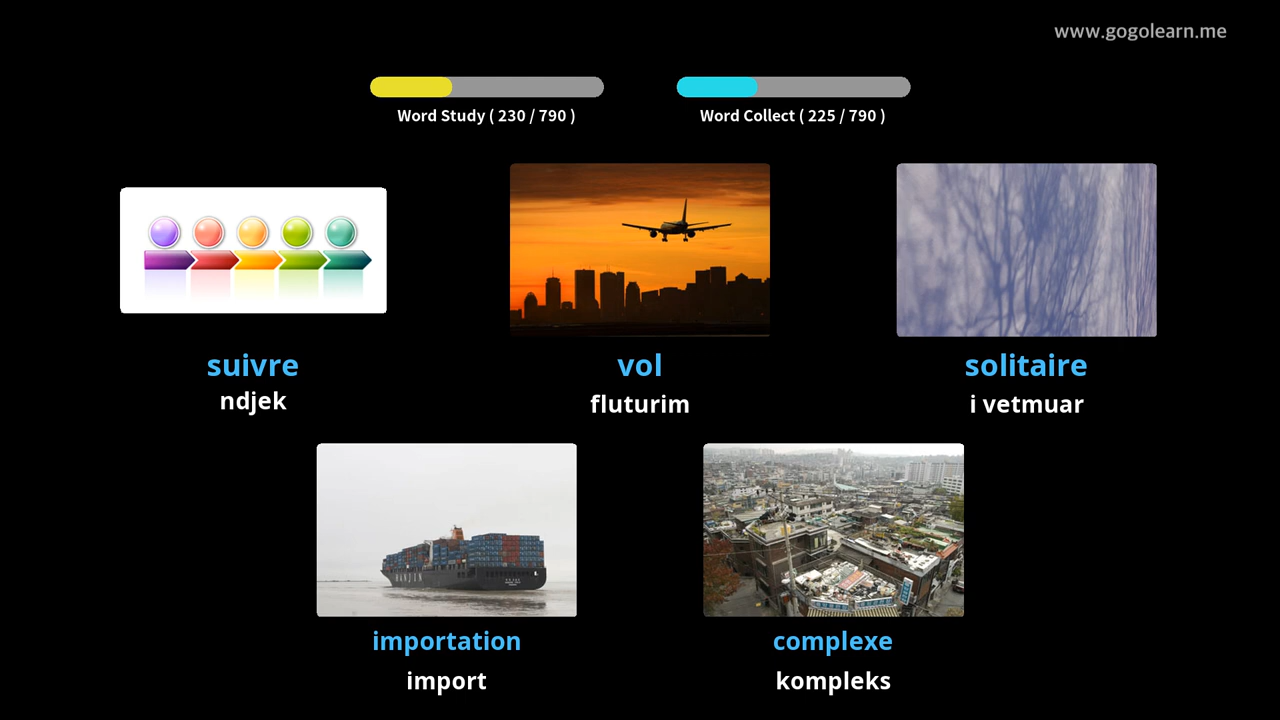 www.gogolearn.me
Word Study ( 230 / 790 )
Word Collect ( 225 / 790 )
suivre
ndjek
vol
fluturim
solitaire
i vetmuar
importation
import
complexe
kompleks